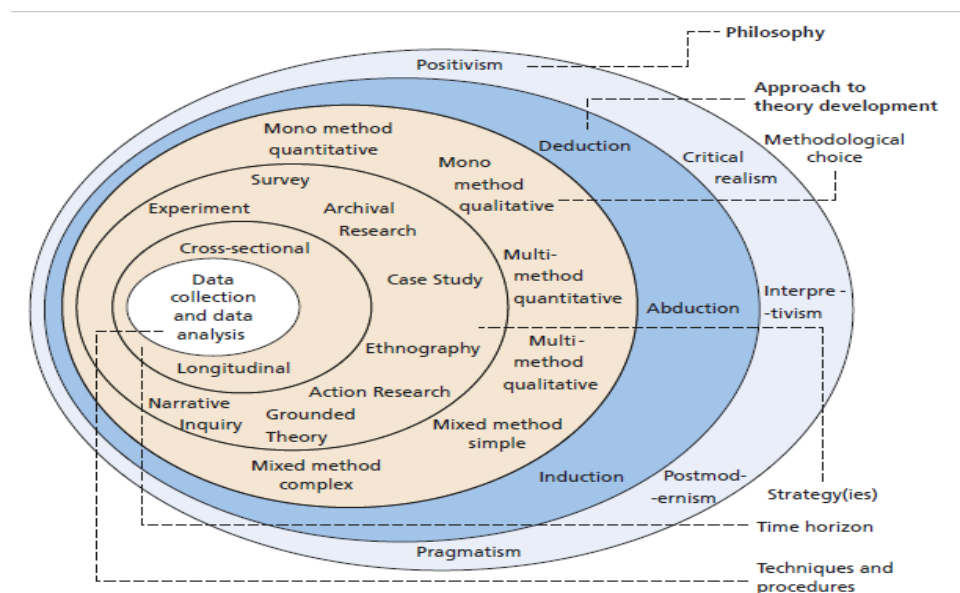 Philosophy
Positivism
Approach to
theory development
Mono method
quantitative
Deduction
Methodological
choice
Critical
realism
Mono
method
qualitative
Survey
Experiment
Archival
Research
Cross-sectional
Multi-
method
quantitative
Case Study
Data
collection
and data
analysis
Interpre -
-tivism
Abduction
Ethnography
Multi-
method
qualitative
Longitudinal
Action Research
Narrative
Inquiry
Grounded
Theory
Mixed method
simple
Mixed method
complex
Induction
Postmod-
-ernism
Strategy(ies)
Time horizon
Pragmatism
Techniques and
procedures